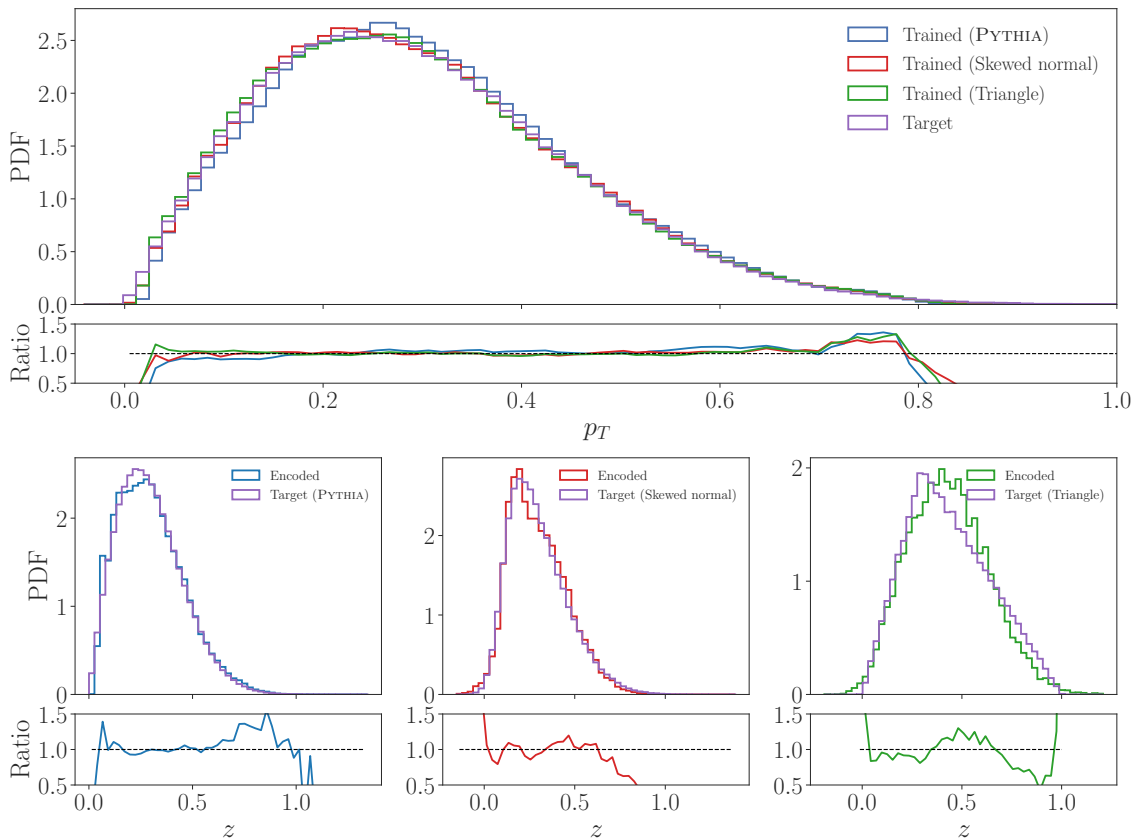 PDF
2.5
2.0
1.5
1.0
0.5
0.0
Trained (PYTHIA)
Trained (Skewed normal)
Trained (Triangle)
Target
Ratio
1.5
1.0
0.5
0.0
0.2
0.4
0.6
0.8
1.0
p_T
PDF
2
1
0
Encoded
Target (PYTHIA)
Ratio
1.5
1.0
0.5
0.0
0.5
1.0
z
2
1
0
Encoded
Target (Skewed normal)
1.5
1.0
0.5
0.0
0.5
1.0
z
2
1
0
Encoded
Target (Triangle)
1.5
1.0
0.5
0.0
0.5
1.0
z